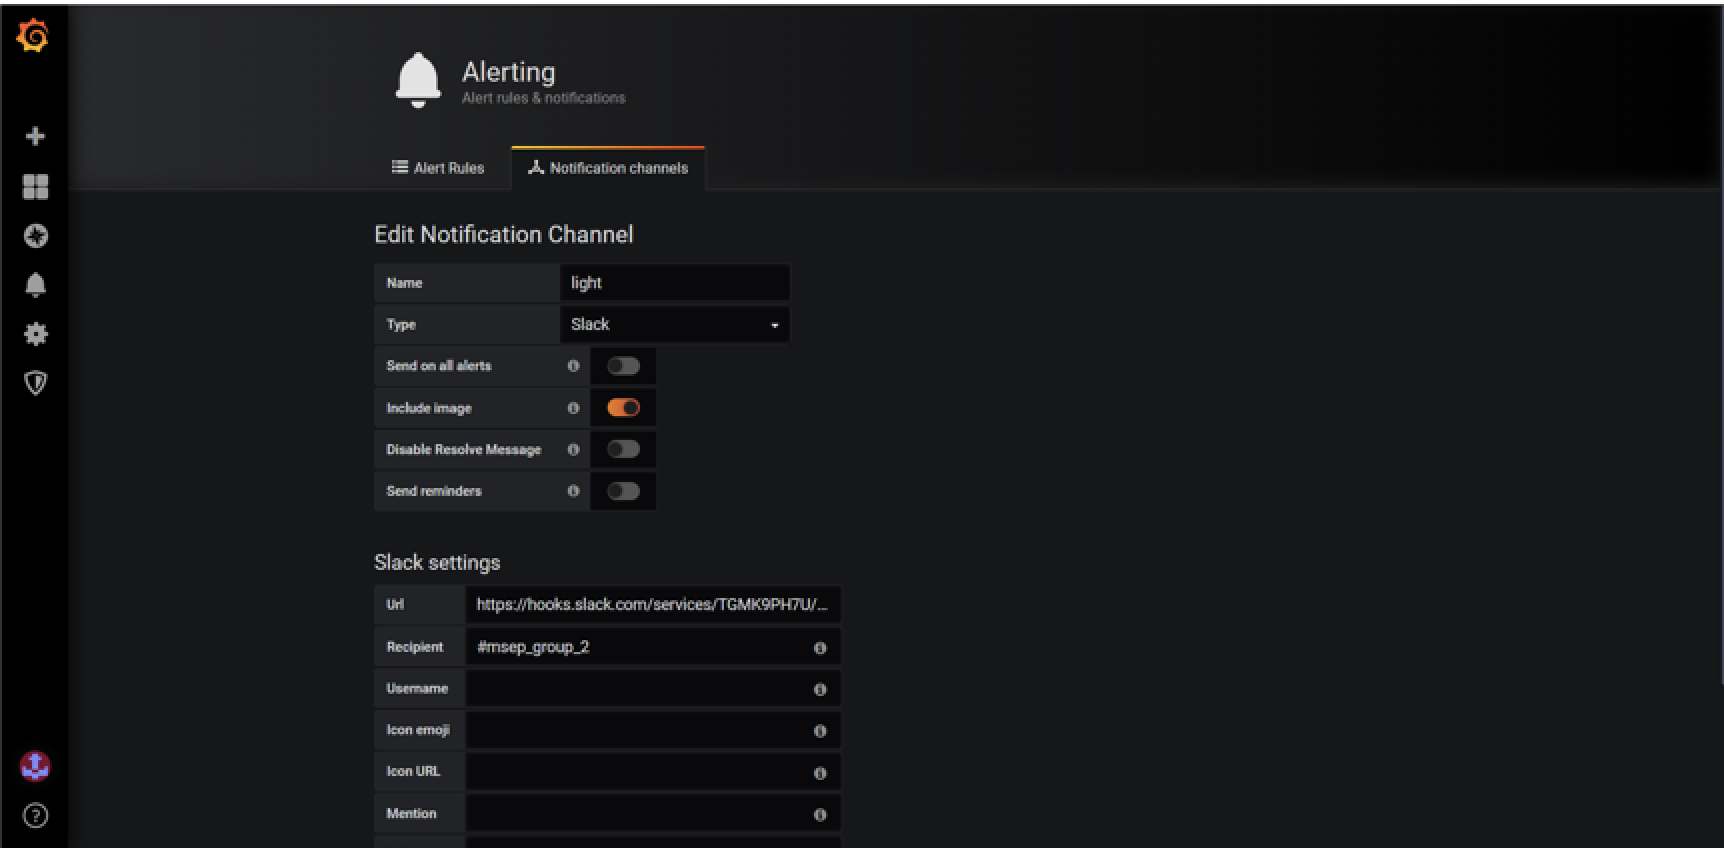 Alerting
Alert rules & notifications
Alert Rules
Notification channels
Edit Notification Channel
Name light
Type Slack
Send on all alerts
Include image
Disable Resolve Message
Send reminders
Slack settings
Url https://hooks.slack.com/services/TGMK9PH7U/...
Recipient #msep_group_2
Username
Icon emoji
Icon URL
Mention